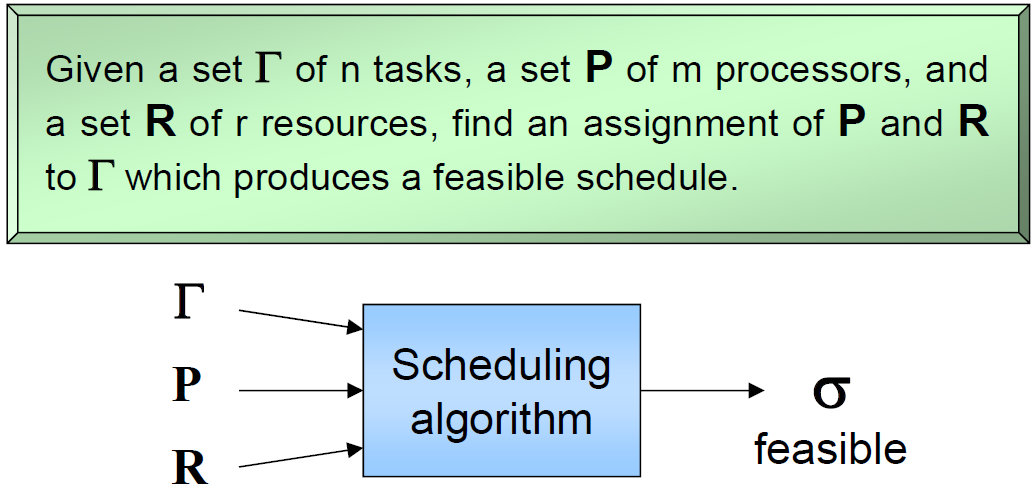 Given a set Γ of n tasks, a set P of m processors, and
a set R of r resources, find an assignment of P and R
to Γ which produces a feasible schedule.
Γ
P
R
Scheduling
algorithm
σ
feasible